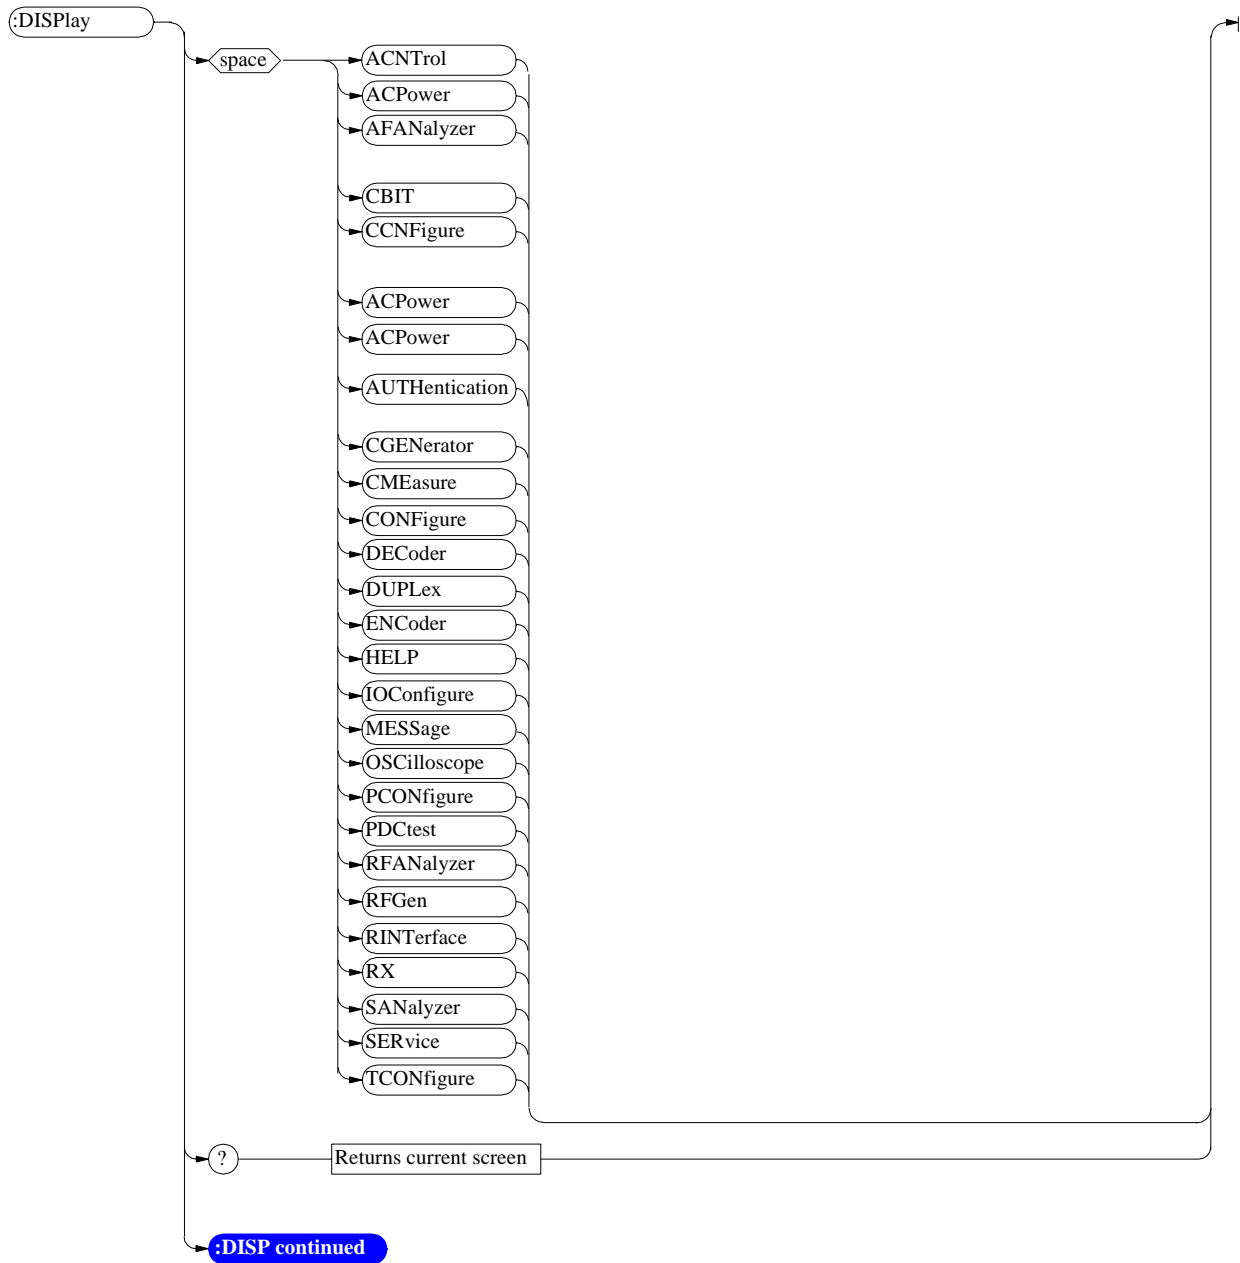 :DISPlay
space
ACNTrol
ACPower
AFANalyzer
CBIT
CCNFigure
ACPower
ACPower
AUTHentication
CGENerator
CMEasure
CONFigure
DECoder
DUPLex
ENCoder
HELP
IOConfigure
MESSage
OSCilloscope
PCONfigure
PDCtest
RFANalyzer
RFGen
RINTerface
RX
SANalyzer
SERvice
TCONfigure
? Returns current screen
:DISP continued